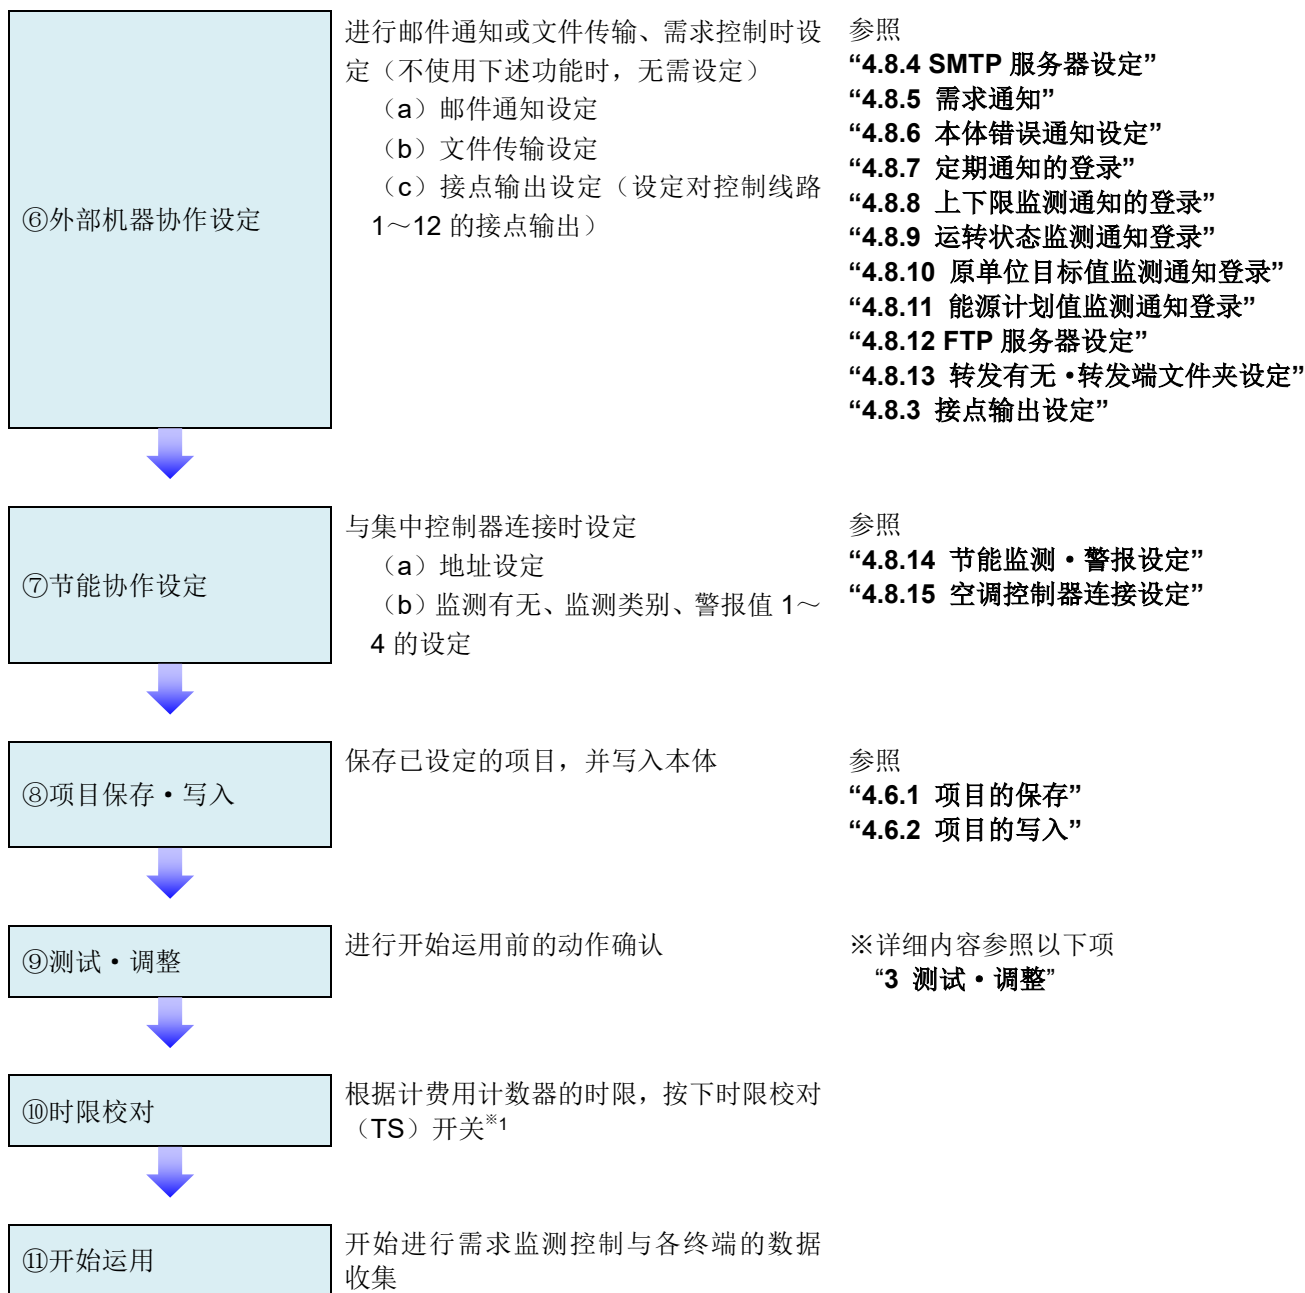 ⑥外部机器协作设定
进行邮件通知或文件传输、需求控制时设
定（不使用下述功能时，无需设定）
（a）邮件通知设定
（b）文件传输设定
（c）接点输出设定（设定对控制线路
1～12 的接点输出）
参照
“4.8.4 SMTP 服务器设定”
“4.8.5 需求通知”
“4.8.6 本体错误通知设定”
“4.8.7 定期通知的登录”
“4.8.8 上下限监测通知的登录”
“4.8.9 运转状态监测通知登录”
“4.8.10 原单位目标值监测通知登录”
“4.8.11 能源计划值监测通知登录”
“4.8.12 FTP 服务器设定”
“4.8.13 转发有无・转发端文件夹设定”
“4.8.3 接点输出设定”
⑦节能协作设定
与集中控制器连接时设定
（a）地址设定
（b）监测有无、监测类别、警报值 1～
4 的设定
参照
“4.8.14 节能监测・警报设定”
“4.8.15 空调控制器连接设定”
⑧项目保存・写入
保存已设定的项目，并写入本体
参照
“4.6.1 项目的保存”
“4.6.2 项目的写入”
⑨测试・调整
进行开始运用前的动作确认
※详细内容参照以下项
“3 测试・调整”
⑩时限校对
根据计费用计数器的时限，按下时限校对
（TS）开关※1
⑪开始运用
开始进行需求监测控制与各终端的数据
收集